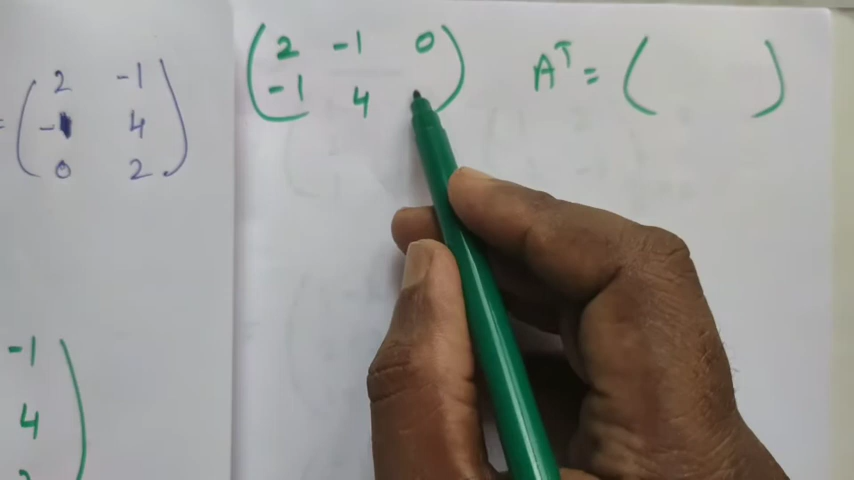 = ( 2 -1
-1 4
0 2 )
( 2 -1 0
-1 4 )
A^T = ( )
-1
4